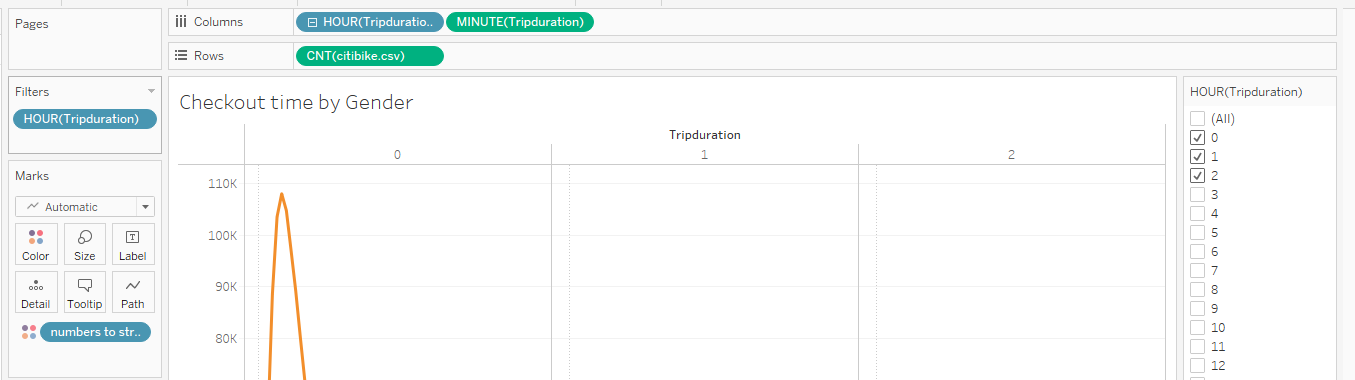 Pages
Columns
HOUR(Tripduratio..
MINUTE(Tripduration)
Rows
CNT(citibike.csv)
Filters
HOUR(Tripduration)
Marks
Automatic
Color
Size
Label
Detail
Tooltip
Path
numbers to str..
Checkout time by Gender
Tripduration
0
1
2
110K
100K
90K
80K
HOUR(Tripduration)
(All)
0
1
2
3
4
5
6
7
8
9
10
11
12